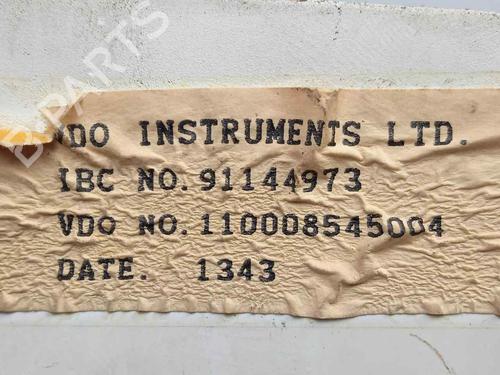 VDO INSTRUMENTS LTD.
IBC NO. 91144973
VDO NO. 110008545004
DATE. 1343